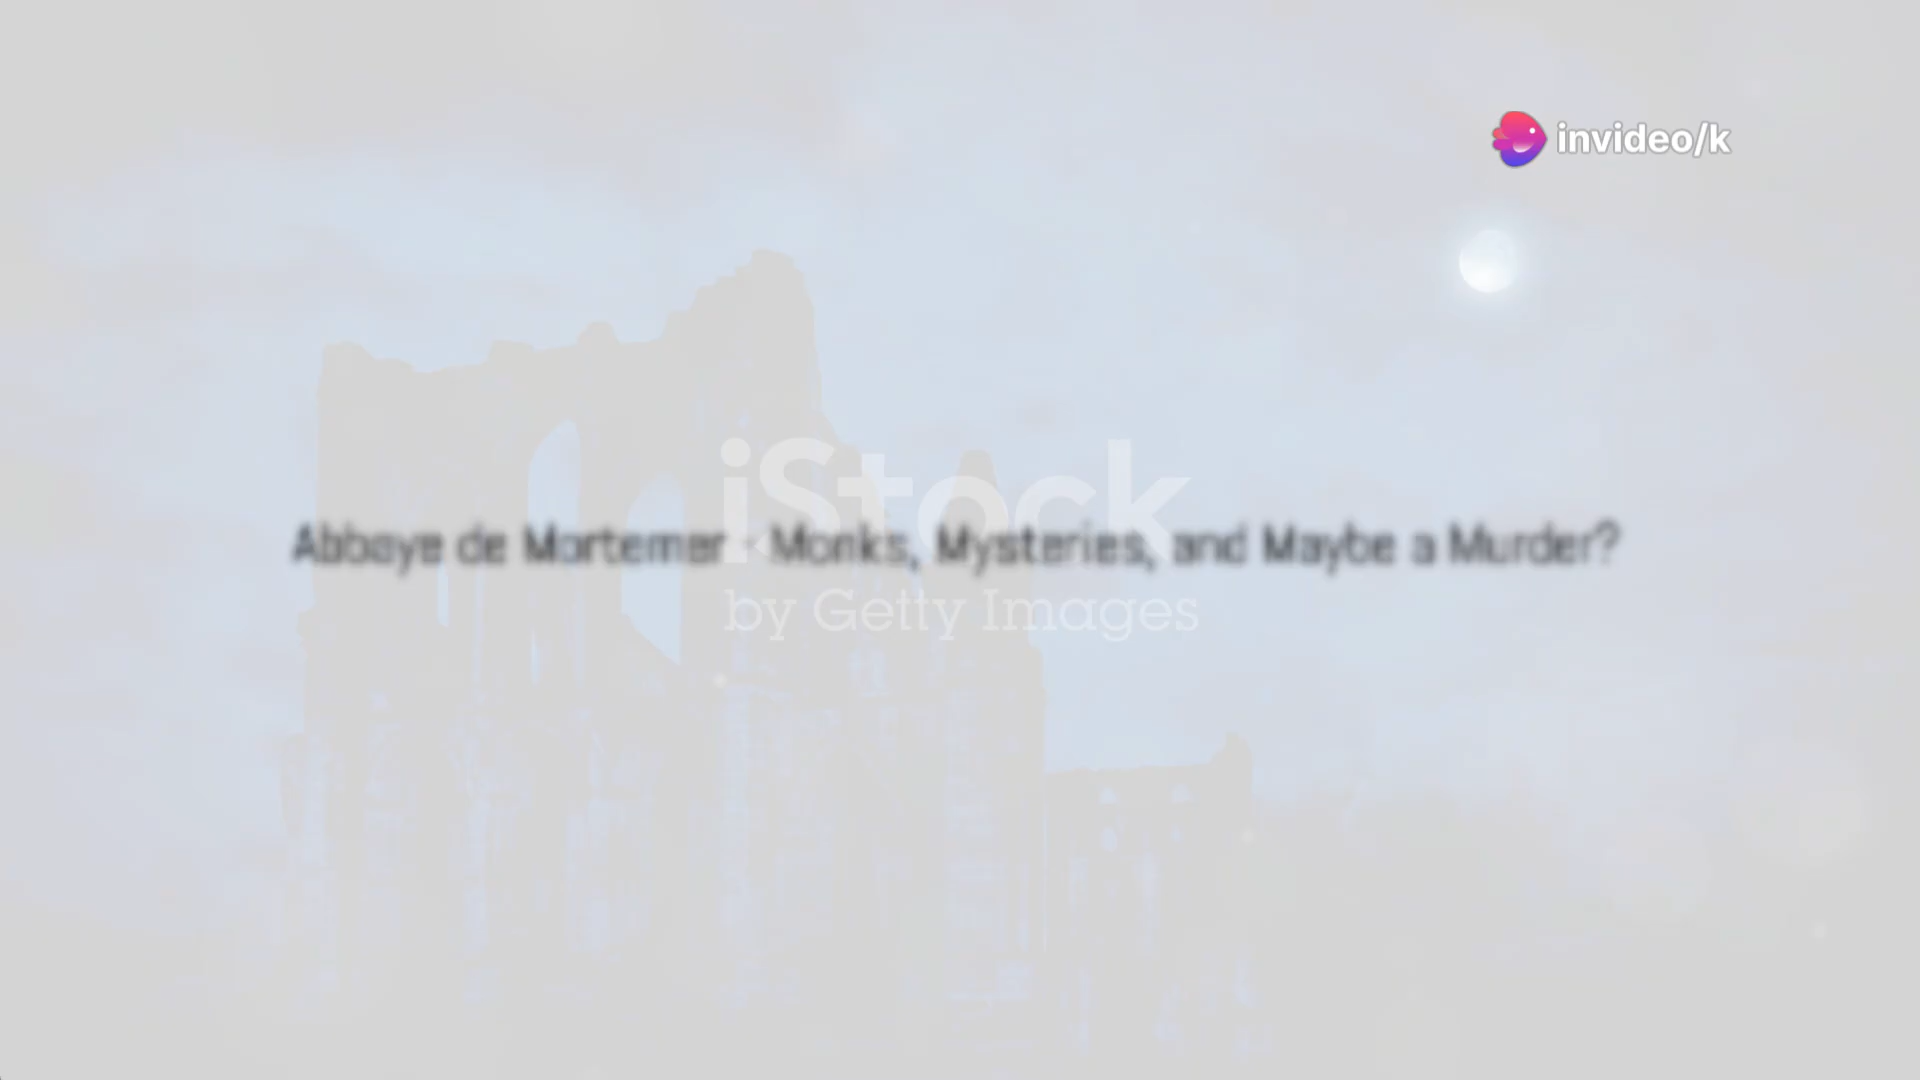 invideo/k
iStock
Abbaye de Mortemer - Monks, Mysteries, and Maybe a Murder?
by Getty Images